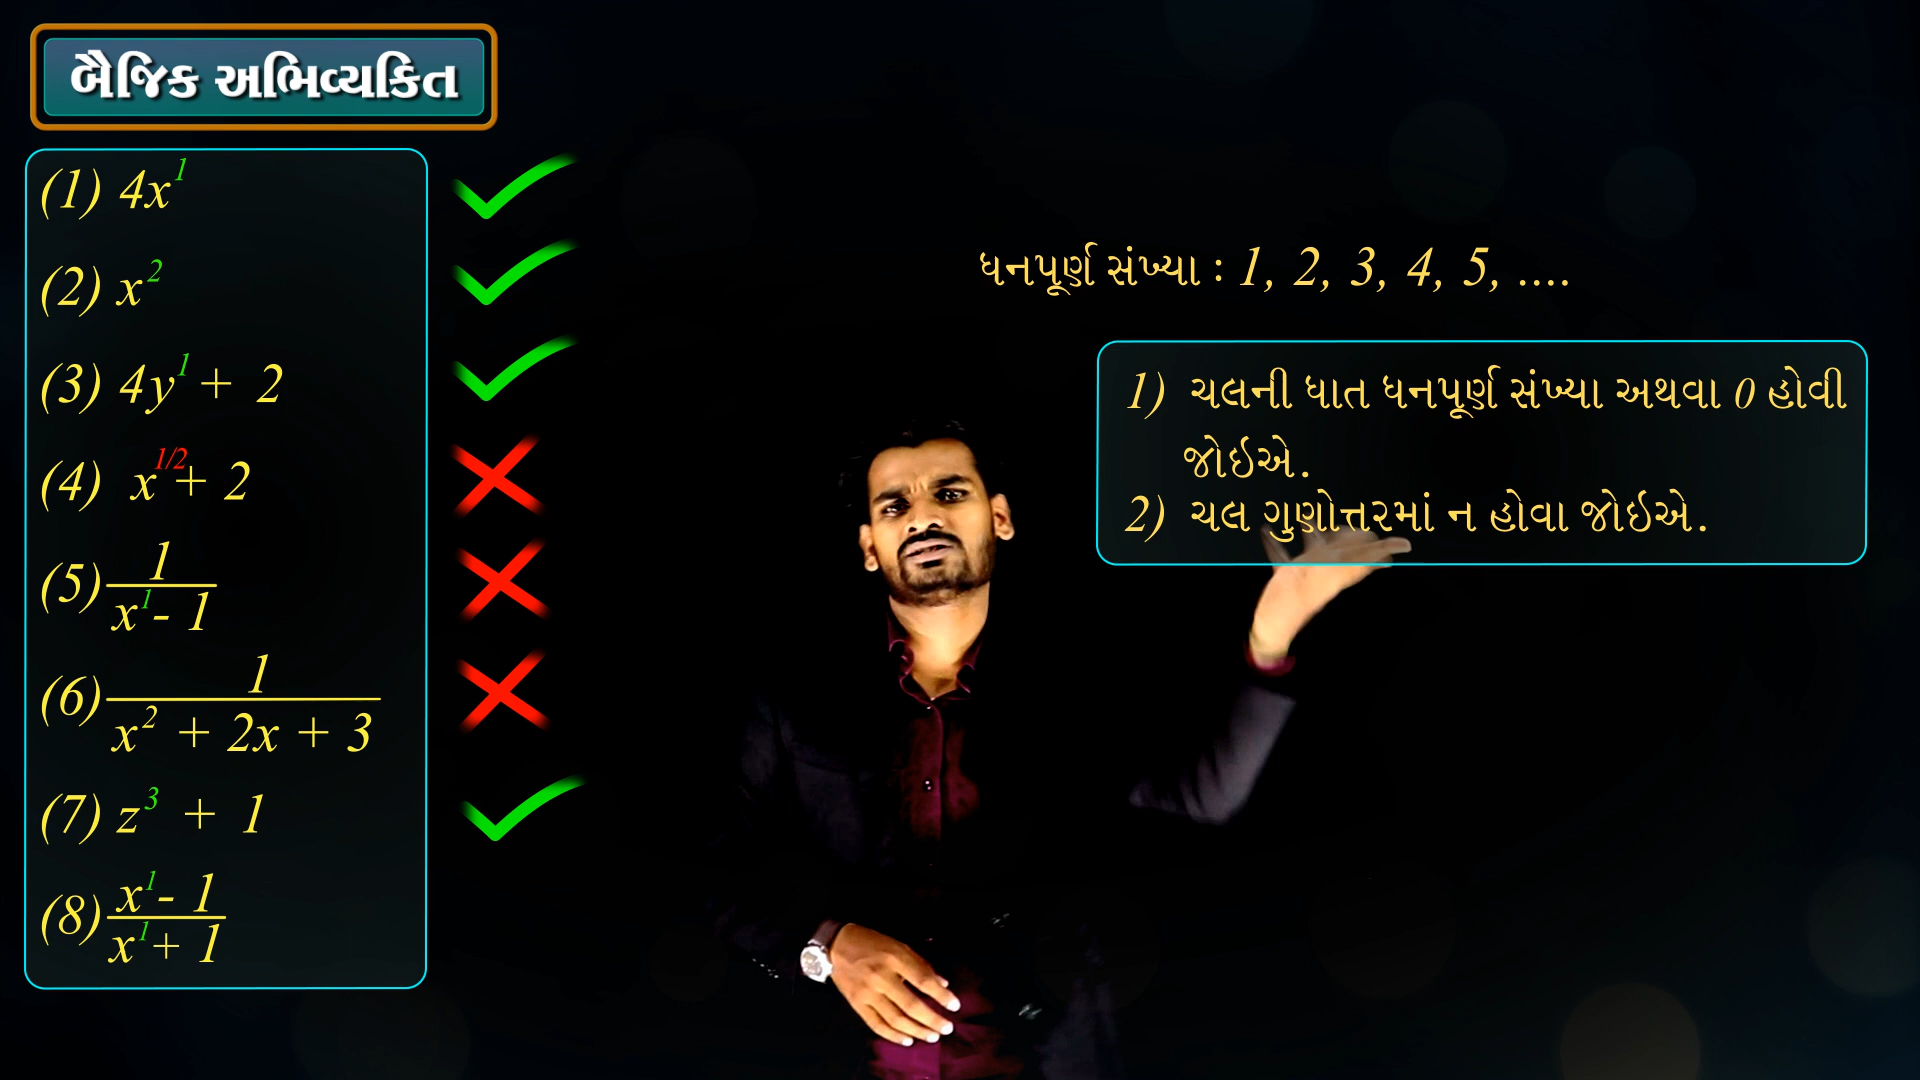 બૈજિક અભિવ્યકિત
(1) 4x¹
(2) x²
(3) 4y¹ + 2
(4) x^1/2 + 2
(5) 1 / x¹ - 1
(6) 1 / x² + 2x + 3
(7) z³ + 1
(8) x¹ - 1 / x¹ + 1
ધનપૂર્ણ સંખ્યા : 1, 2, 3, 4, 5, ....
1) ચલની ઘાત ધનપૂર્ણ સંખ્યા અથવા 0 હોવી
જોઇએ.
2) ચલ ગુણોત્તરમાં ન હોવા જોઇએ.